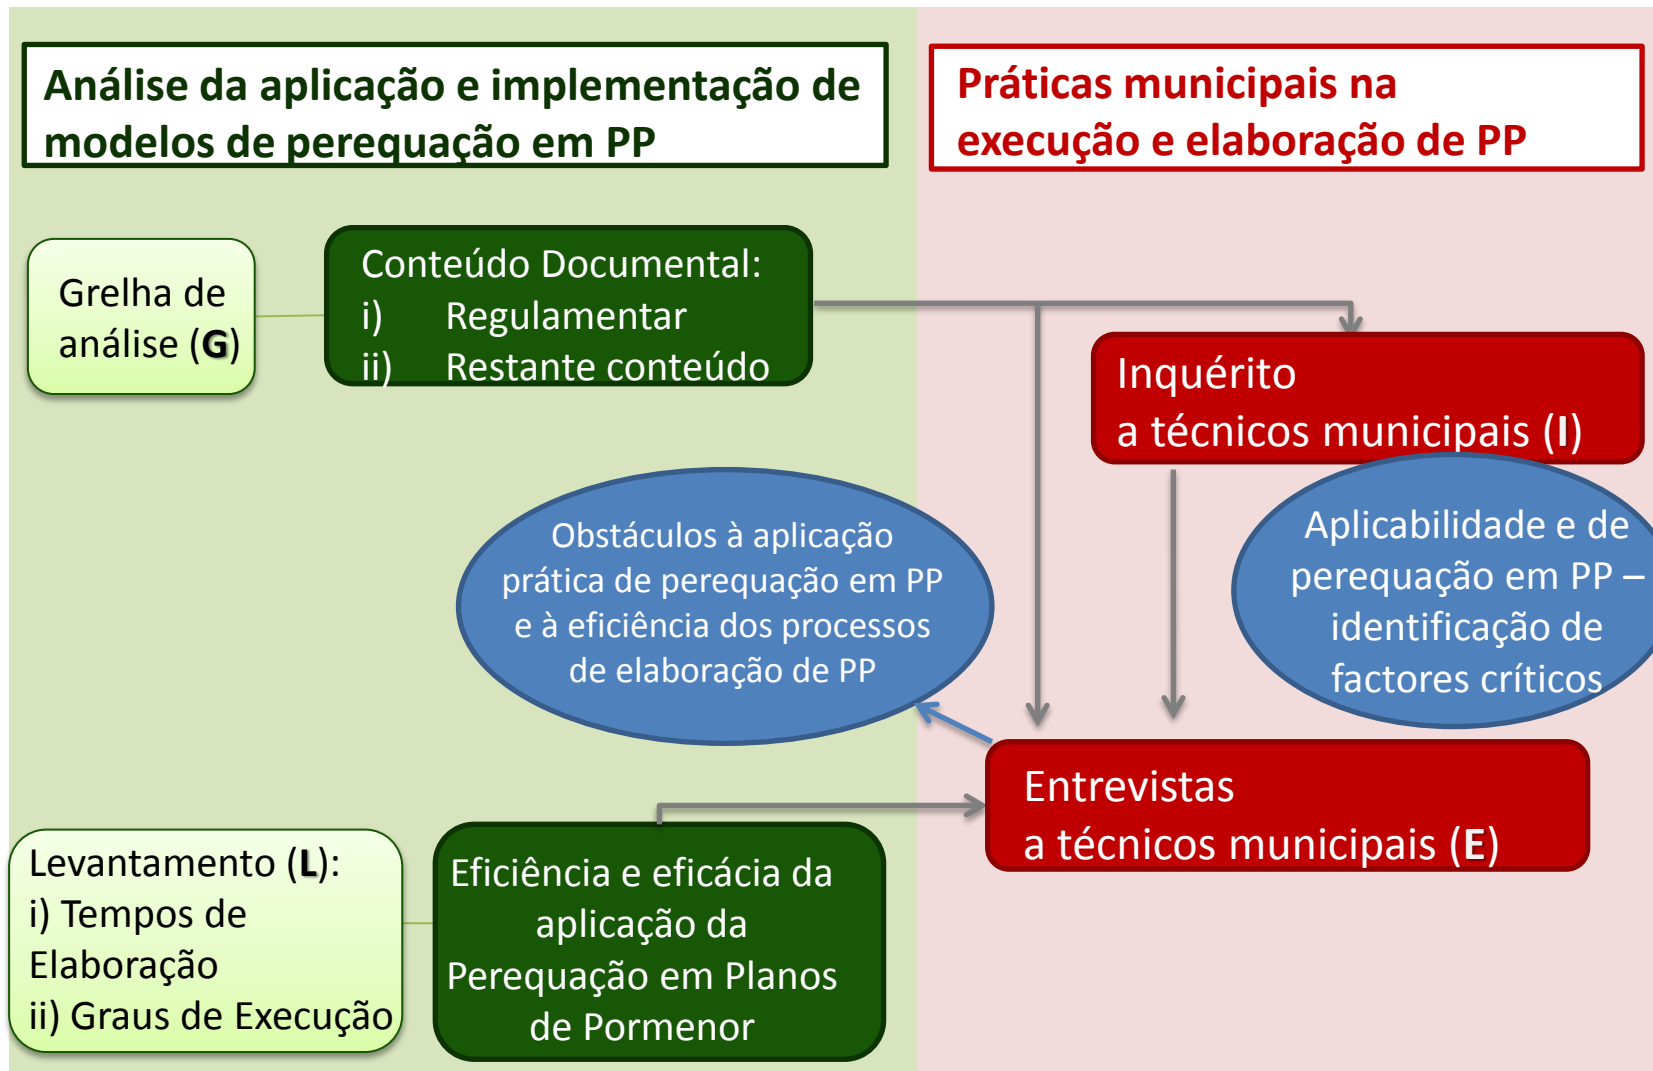 Análise da aplicação e implementação de
modelos de perequação em PP
Práticas municipais na
execução e elaboração de PP
Grelha de
análise (G)
Conteúdo Documental:
i) Regulamentar
ii) Restante conteúdo
Inquérito
a técnicos municipais (I)
Obstáculos à aplicação
prática de perequação em PP
e à eficiência dos processos
de elaboração de PP
Aplicabilidade e de
perequação em PP –
identificação de
factores críticos
Entrevistas
a técnicos municipais (E)
Levantamento (L):
i) Tempos de
Elaboração
ii) Graus de Execução
Eficiência e eficácia da
aplicação da
Perequação em Planos
de Pormenor